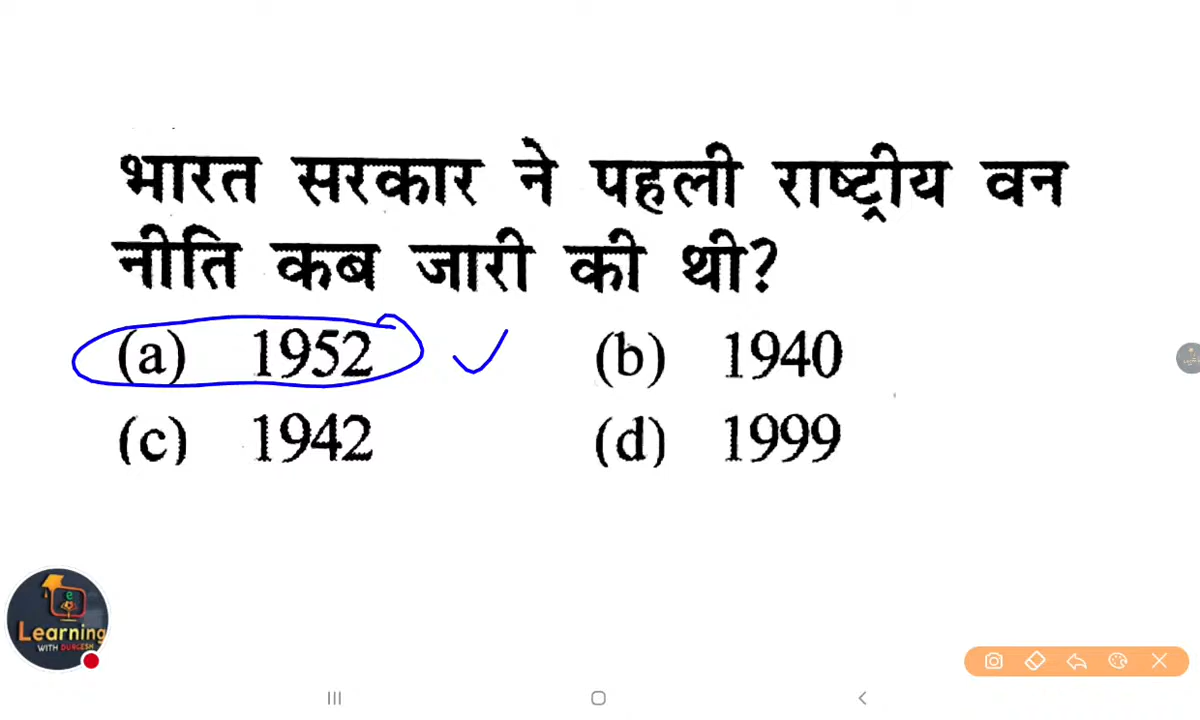 भारत सरकार ने पहली राष्ट्रीय वन
नीति कब जारी की थी?
(a) 1952 (b) 1940
(c) 1942 (d) 1999
e
Learning
WITH DURGESH